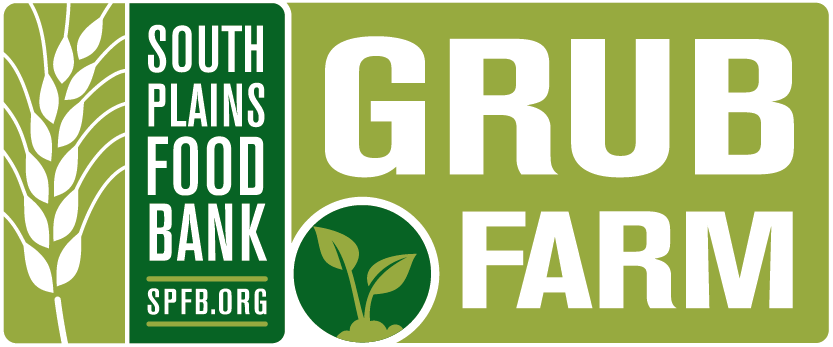 SOUTH
PLAINS
FOOD
BANK
SPFB.ORG
GRUB
FARM